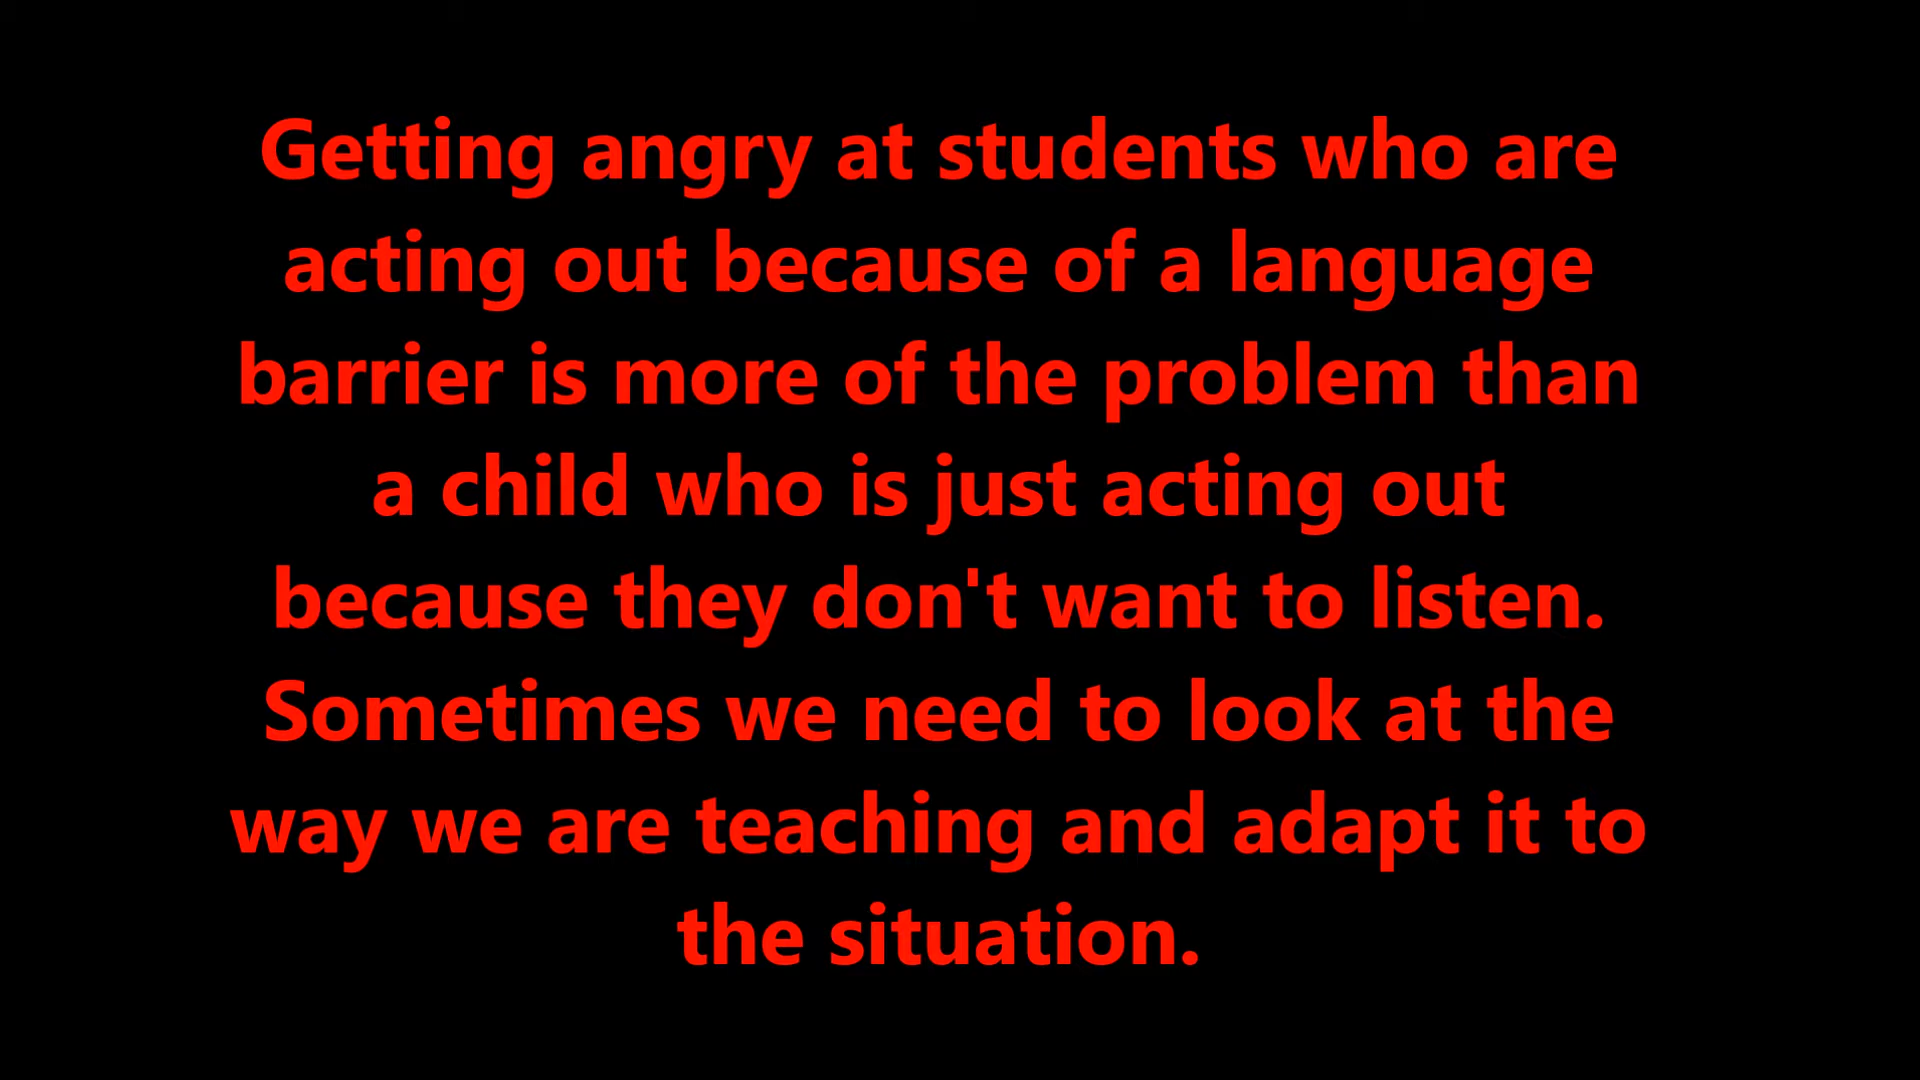 Getting angry at students who are
acting out because of a language
barrier is more of the problem than
a child who is just acting out
because they don't want to listen.
Sometimes we need to look at the
way we are teaching and adapt it to
the situation.